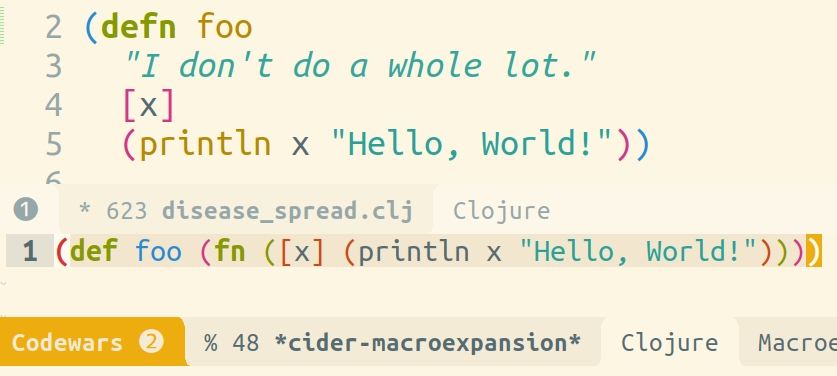 2 (defn foo
3 "I don't do a whole lot."
4 [x]
5 (println x "Hello, World!"))
6
1 * 623 disease_spread.clj Clojure
1 (def foo (fn ([x] (println x "Hello, World!"))))
Codewars 2 % 48 *cider-macroexpansion* Clojure Macroe